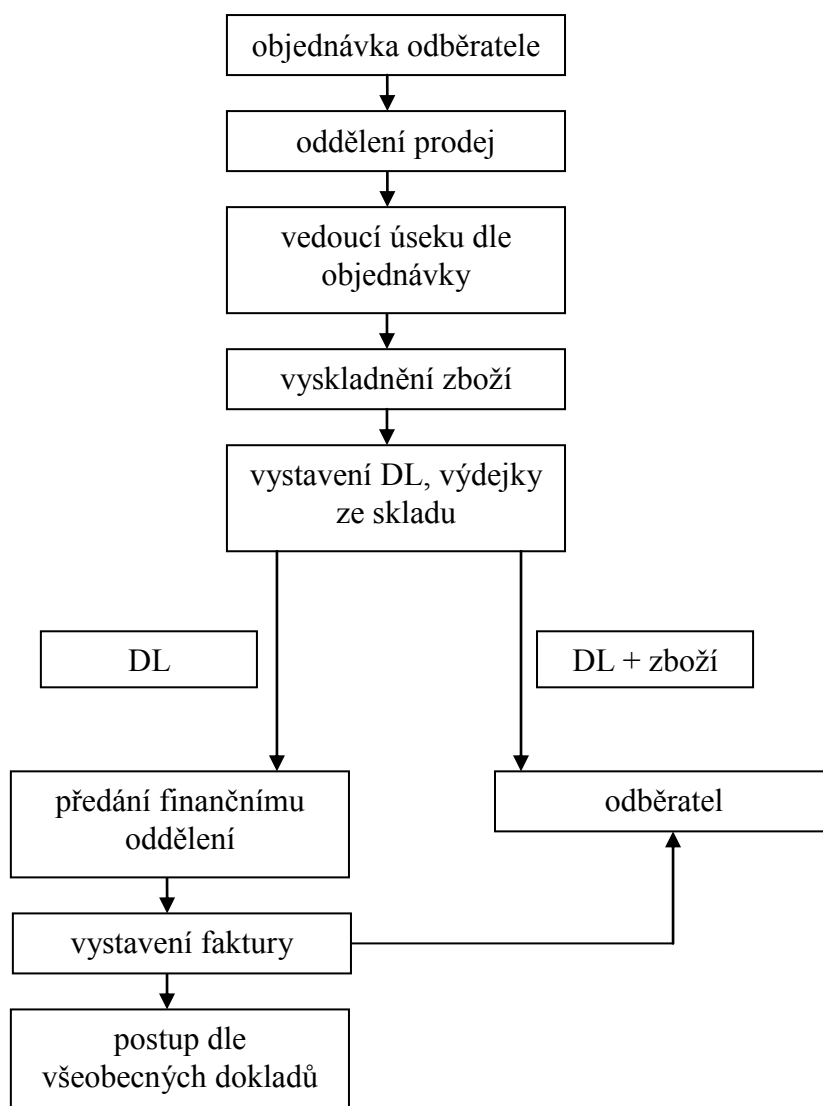 objednávka odběratele
oddělení prodej
vedoucí úseku dle
objednávky
vyskladnění zboží
vystavení DL, výdejky
ze skladu
DL
DL + zboží
předání finančnímu
oddělení
odběratel
vystavení faktury
postup dle
všeobecných dokladů